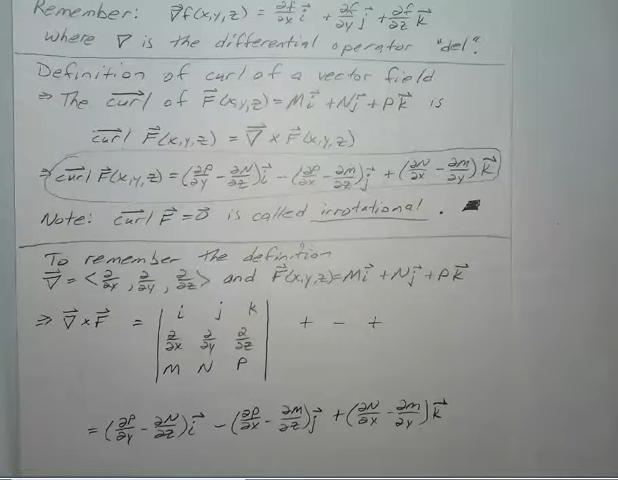 Remember: ∇⃗f(x,y,z) = ∂f/∂x i⃗ + ∂f/∂y j⃗ + ∂f/∂z k⃗
where ∇ is the differential operator "del".
Definition of curl of a vector field
⇒ The curl⃗ of F⃗(x,y,z)=Mi⃗+Nj⃗+Pk⃗ is
curl⃗ F⃗(x,y,z) = ∇⃗ × F⃗(x,y,z)
⇒ curl⃗ F⃗(x,y,z) = (∂P/∂y - ∂N/∂z)i⃗ - (∂P/∂x - ∂M/∂z)j⃗ + (∂N/∂x - ∂M/∂y)k⃗
Note: curl⃗ F⃗ = 0⃗ is called irrotational.
To remember the definition
∇⃗ = <∂/∂x, ∂/∂y, ∂/∂z> and F⃗(x,y,z)=Mi⃗+Nj⃗+Pk⃗
⇒ ∇⃗ × F⃗ = | i j k | + - +
| ∂/∂x ∂/∂y ∂/∂z |
| M N P |
= (∂P/∂y - ∂N/∂z)i⃗ - (∂P/∂x - ∂M/∂z)j⃗ + (∂N/∂x - ∂M/∂y)k⃗